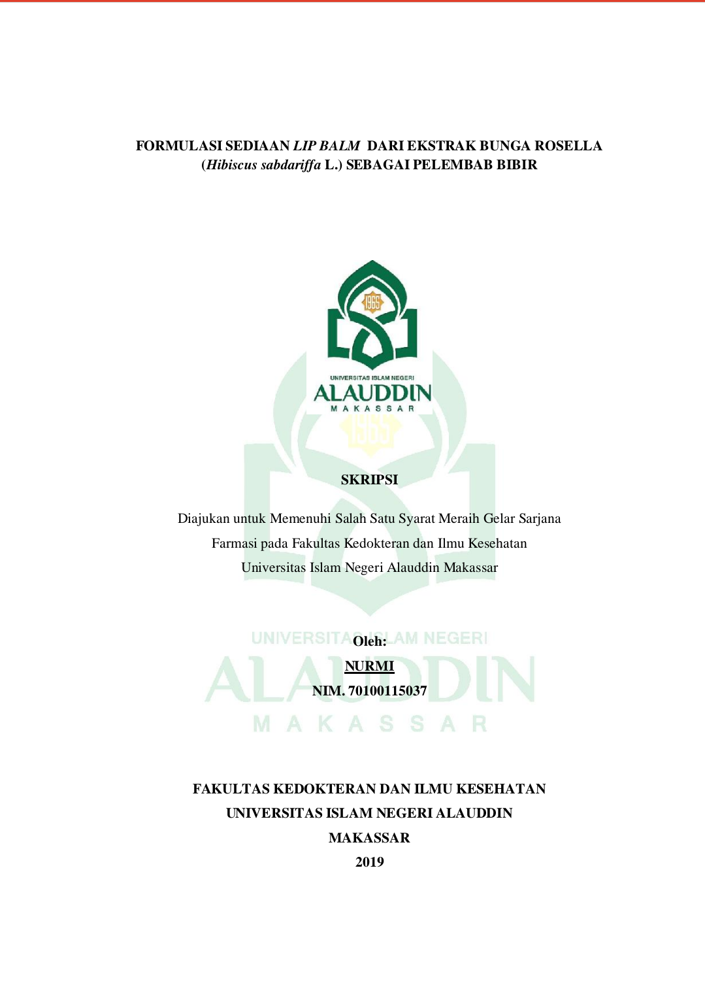 FORMULASI SEDIAAN LIP BALM DARI EKSTRAK BUNGA ROSELLA
(Hibiscus sabdariffa L.) SEBAGAI PELEMBAB BIBIR
1965
UNIVERSITAS ISLAM NEGERI
ALAUDDIN
MAKASSAR
1965
SKRIPSI
Diajukan untuk Memenuhi Salah Satu Syarat Meraih Gelar Sarjana
Farmasi pada Fakultas Kedokteran dan Ilmu Kesehatan
Universitas Islam Negeri Alauddin Makassar
UNIVERSITAS ISLAM NEGERI
Oleh:
ALAUDDIN
NURMI
NIM. 70100115037
MAKASSAR
FAKULTAS KEDOKTERAN DAN ILMU KESEHATAN
UNIVERSITAS ISLAM NEGERI ALAUDDIN
MAKASSAR
2019